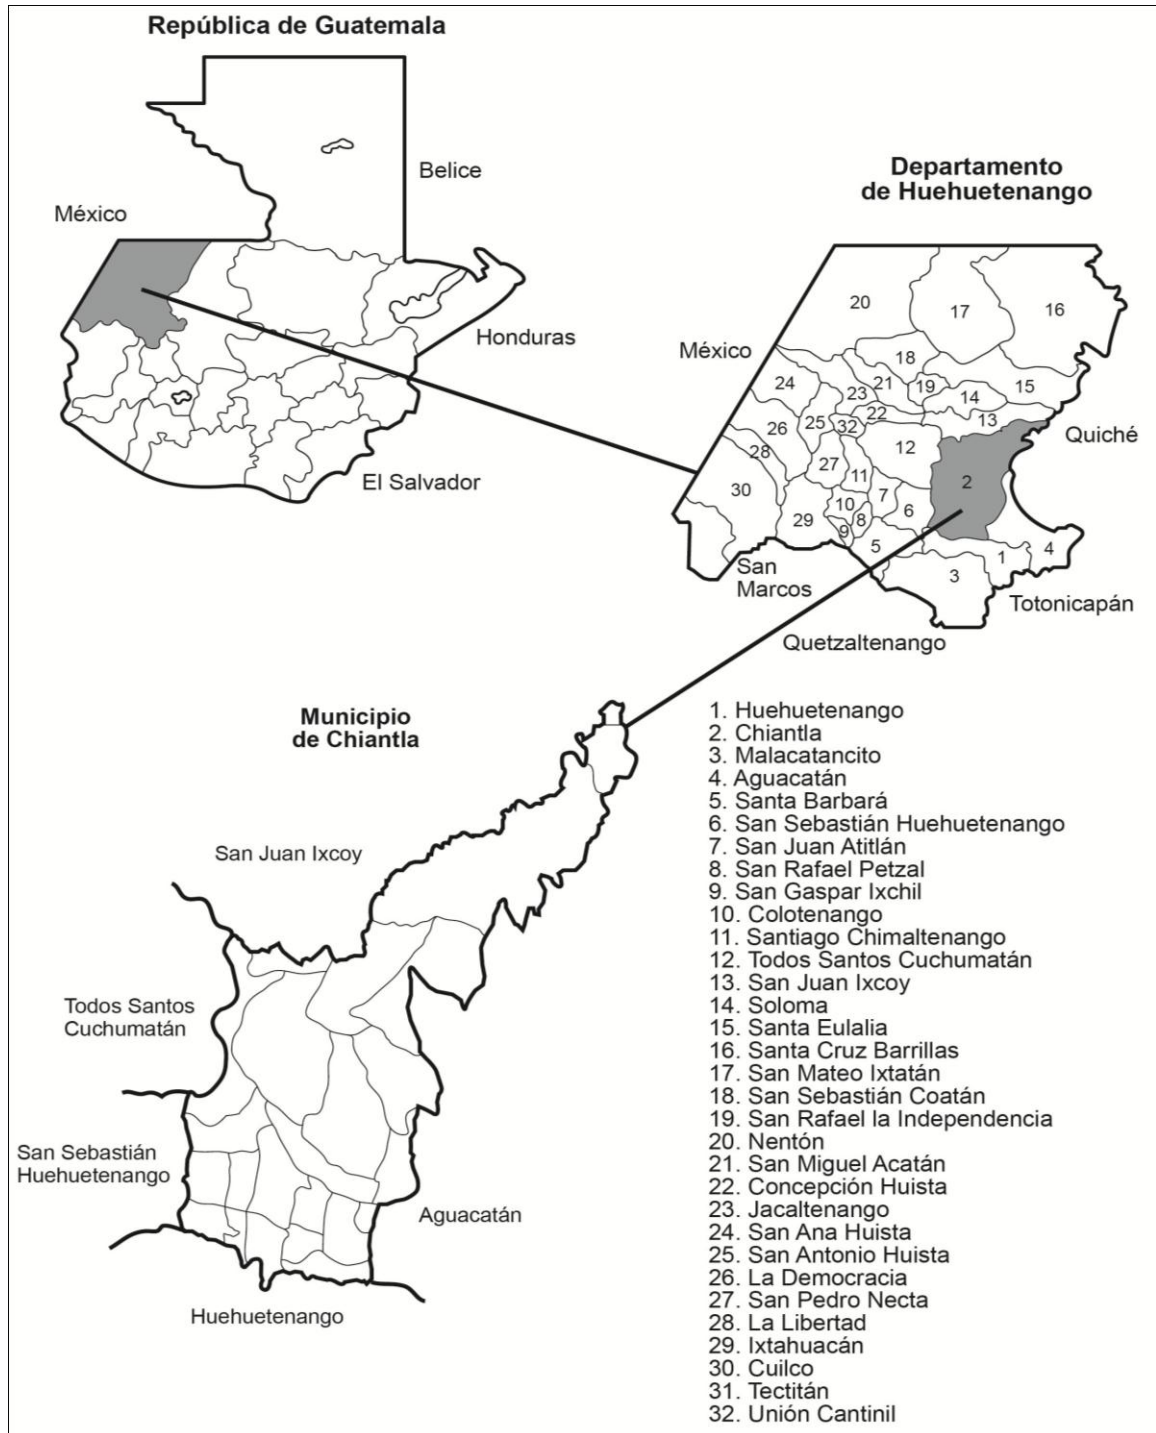 República de Guatemala
Belice
México
Honduras
El Salvador
Departamento
de Huehuetenango
México
20
17
16
18
24
23
21
19
15
14
25
32
22
13
26
12
Quiché
28
27
11
2
30
7
10
6
29
8
9
5
1
4
3
San
Marcos
Totonicapán
Quetzaltenango
Municipio
de Chiantla
San Juan Ixcoy
Todos Santos
Cuchumatán
San Sebastián
Huehuetenango
Aguacatán
Huehuetenango
1. Huehuetenango
2. Chiantla
3. Malacatancito
4. Aguacatán
5. Santa Barbará
6. San Sebastián Huehuetenango
7. San Juan Atitlán
8. San Rafael Petzal
9. San Gaspar Ixchil
10. Colotenango
11. Santiago Chimaltenango
12. Todos Santos Cuchumatán
13. San Juan Ixcoy
14. Soloma
15. Santa Eulalia
16. Santa Cruz Barrillas
17. San Mateo Ixtatán
18. San Sebastián Coatán
19. San Rafael la Independencia
20. Nentón
21. San Miguel Acatán
22. Concepción Huista
23. Jacaltenango
24. San Ana Huista
25. San Antonio Huista
26. La Democracia
27. San Pedro Necta
28. La Libertad
29. Ixtahuacán
30. Cuilco
31. Tectitán
32. Unión Cantinil